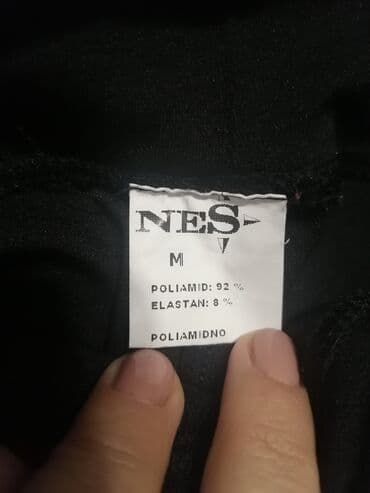 NES
M
POLIAMID: 92 %
ELASTAN: 8 %
POLIAMIDNO